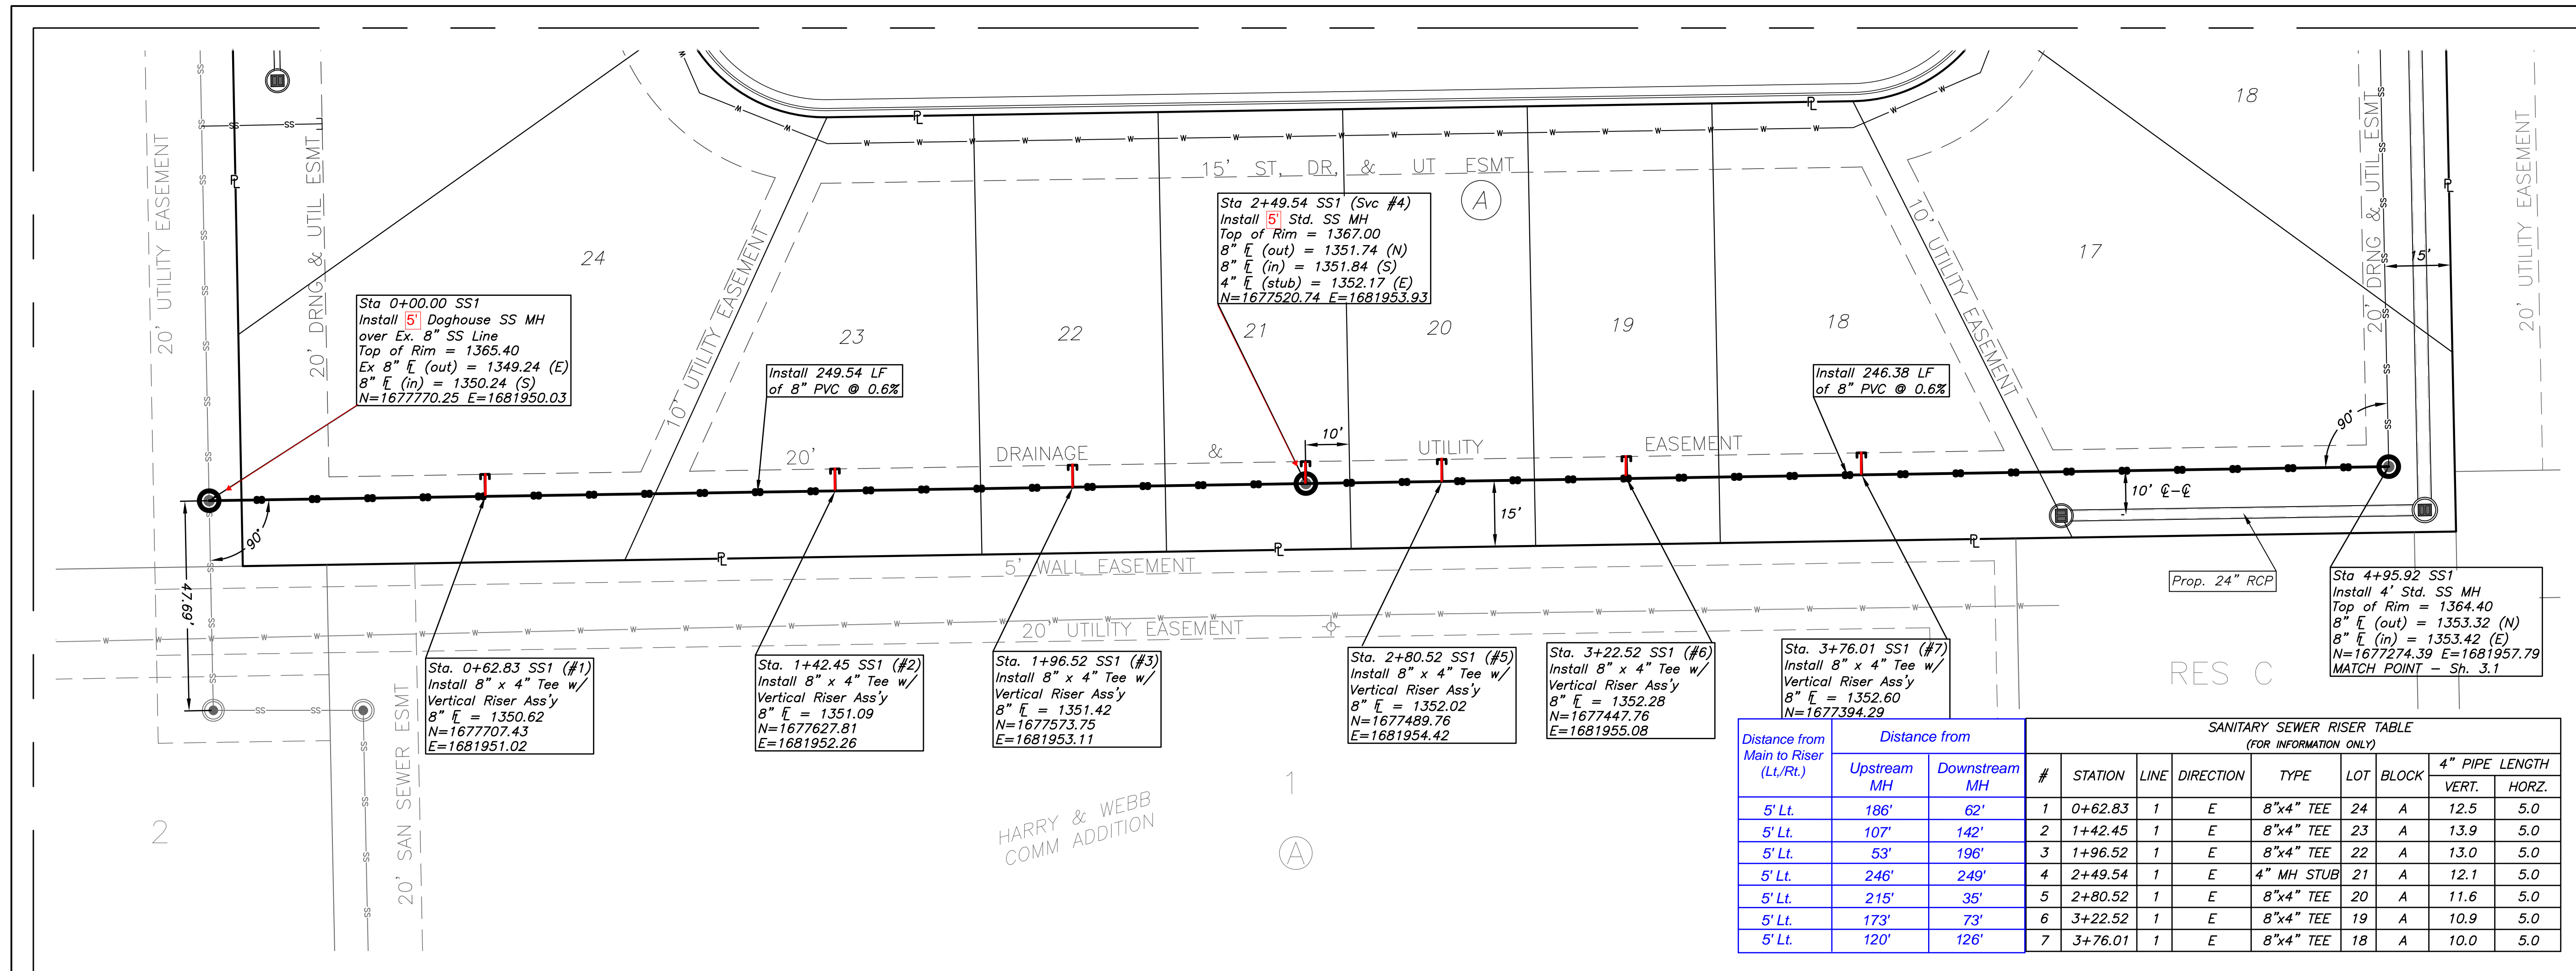 20' UTILITY EASEMENT
20' DRNG & UTIL ESMT
24
10' UTILITY EASEMENT
15' ST, DR, & UT ESMT
A
Sta 2+49.54 SS1 (Svc #4)
Install 5' Std. SS MH
Top of Rim = 1367.00
8" FL (out) = 1351.74 (N)
8" FL (in) = 1351.84 (S)
4" FL (stub) = 1352.17 (E)
N=1677520.74 E=1681953.93
10' UTILITY EASEMENT
18
17
20' DRNG & UTIL ESMT
15'
20' UTILITY EASEMENT
Sta 0+00.00 SS1
Install 5' Doghouse SS MH
over Ex. 8" SS Line
Top of Rim = 1365.40
Ex 8" FL (out) = 1349.24 (E)
8" FL (in) = 1350.24 (S)
N=1677770.25 E=1681950.03
23
22
21
20
19
18
Install 249.54 LF
of 8" PVC @ 0.6%
Install 246.38 LF
of 8" PVC @ 0.6%
20' DRAINAGE & UTILITY EASEMENT
10'
90°
90°
47.69'
15'
10' CL-CL
5' WALL EASEMENT
20' UTILITY EASEMENT
Prop. 24" RCP
Sta 4+95.92 SS1
Install 4' Std. SS MH
Top of Rim = 1364.40
8" FL (out) = 1353.32 (N)
8" FL (in) = 1353.42 (E)
N=1677274.39 E=1681957.79
MATCH POINT - Sh. 3.1
Sta. 0+62.83 SS1 (#1)
Install 8" x 4" Tee w/
Vertical Riser Ass'y
8" FL = 1350.62
N=1677707.43
E=1681951.02
Sta. 1+42.45 SS1 (#2)
Install 8" x 4" Tee w/
Vertical Riser Ass'y
8" FL = 1351.09
N=1677627.81
E=1681952.26
Sta. 1+96.52 SS1 (#3)
Install 8" x 4" Tee w/
Vertical Riser Ass'y
8" FL = 1351.42
N=1677573.75
E=1681953.11
Sta. 2+80.52 SS1 (#5)
Install 8" x 4" Tee w/
Vertical Riser Ass'y
8" FL = 1352.02
N=1677489.76
E=1681954.42
Sta. 3+22.52 SS1 (#6)
Install 8" x 4" Tee w/
Vertical Riser Ass'y
8" FL = 1352.28
N=1677447.76
E=1681955.08
Sta. 3+76.01 SS1 (#7)
Install 8" x 4" Tee w/
Vertical Riser Ass'y
8" FL = 1352.60
N=1677394.29
RES C
2
20' SAN SEWER ESMT
HARRY & WEBB
COMM ADDITION
1
A
SANITARY SEWER RISER TABLE
(FOR INFORMATION ONLY)
Distance from Main to Riser (Lt,/Rt.) Distance from Upstream MH Downstream MH # STATION LINE DIRECTION TYPE LOT BLOCK 4" PIPE LENGTH VERT. HORZ.
5' Lt. 186' 62' 1 0+62.83 1 E 8"x4" TEE 24 A 12.5 5.0
5' Lt. 107' 142' 2 1+42.45 1 E 8"x4" TEE 23 A 13.9 5.0
5' Lt. 53' 196' 3 1+96.52 1 E 8"x4" TEE 22 A 13.0 5.0
5' Lt. 246' 249' 4 2+49.54 1 E 4" MH STUB 21 A 12.1 5.0
5' Lt. 215' 35' 5 2+80.52 1 E 8"x4" TEE 20 A 11.6 5.0
5' Lt. 173' 73' 6 3+22.52 1 E 8"x4" TEE 19 A 10.9 5.0
5' Lt. 120' 126' 7 3+76.01 1 E 8"x4" TEE 18 A 10.0 5.0